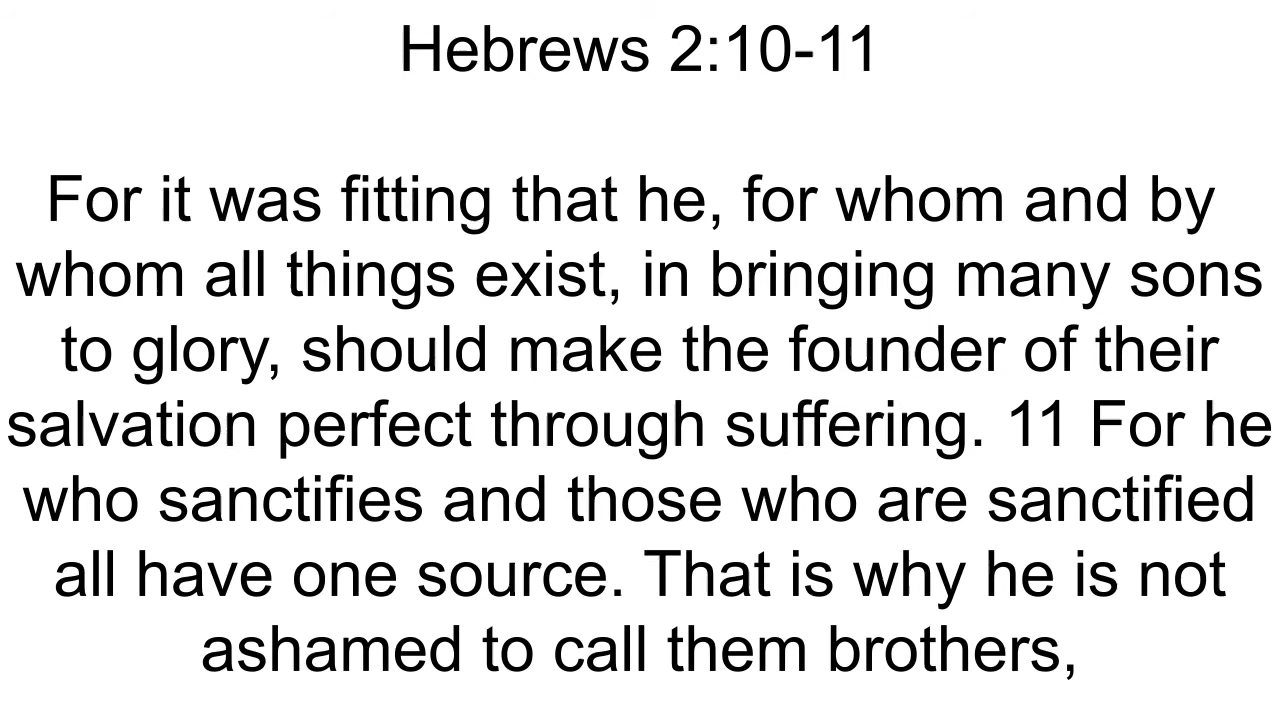 Hebrews 2:10-11
For it was fitting that he, for whom and by
whom all things exist, in bringing many sons
to glory, should make the founder of their
salvation perfect through suffering. 11 For he
who sanctifies and those who are sanctified
all have one source. That is why he is not
ashamed to call them brothers,